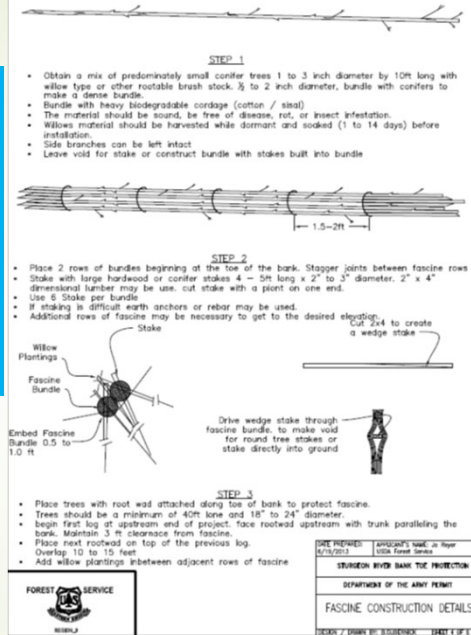 STEP 1
• Obtain a mix of predominately small conifer trees 1 to 3 inch diameter by 10ft long with
willow type or other rootable brush stock. ½ to 2 inch diameter, bundle with conifers to
make a dense bundle.
• Bundle with heavy biodegradable cordage (cotton / sisal)
• The material should be sound, be free of disease, rot, or insect infestation.
• Willows material should be harvested while dormant and soaked (1 to 14 days) before
installation.
• Side branches can be left intact
• Leave void for stake or construct bundle with stakes built into bundle
1.5-2ft
STEP 2
• Place 2 rows of bundles beginning at the toe of the bank. Stagger joints between fascine rows
• Stake with large hardwood or conifer stakes 4 - 5ft long x 2" to 3" diameter. 2" x 4"
dimensional lumber may be use. cut stake with a piont on one end.
• Use 6 Stake per bundle
• If staking is difficult earth anchors or rebar may be used.
• Additional rows of fascine may be necessary to get to the desired elevation.
Stake
Cut 2x4 to create
a wedge stake
Willow
Plantings
Fascine
Bundle
Embed Fascine
Bundle 0.5 to
1.0 ft
Drive wedge stake through
fascine bundle. to make void
for round tree stakes or
stake directly into ground
STEP 3
• Place trees with root wad attached along toe of bank to protect fascine.
• Trees should be a minimum of 40ft lone and 18" to 24" diameter.
• begin first log at upstream end of project. face rootwad upstream with trunk paralleling the
bank. Maintain 3 ft clearnace from fascine.
• Place next rootwad on top of the previous log.
Overlap 10 to 15 feet
• Add willow plantings inbetween adjacent rows of fascine
FOREST SERVICE
UAS
DATE PREPARED:
6/19/2013
APPLICANT'S NAME: Jo Reyer
USDA Forest Service
STURGEON RIVER BANK TOE PROTECTION
DEPARTMENT OF THE ARMY PERMIT
FASCINE CONSTRUCTION DETAILS
DESIGN / DRAWN BY: B.GUBERNICK
SHEET 4 OF